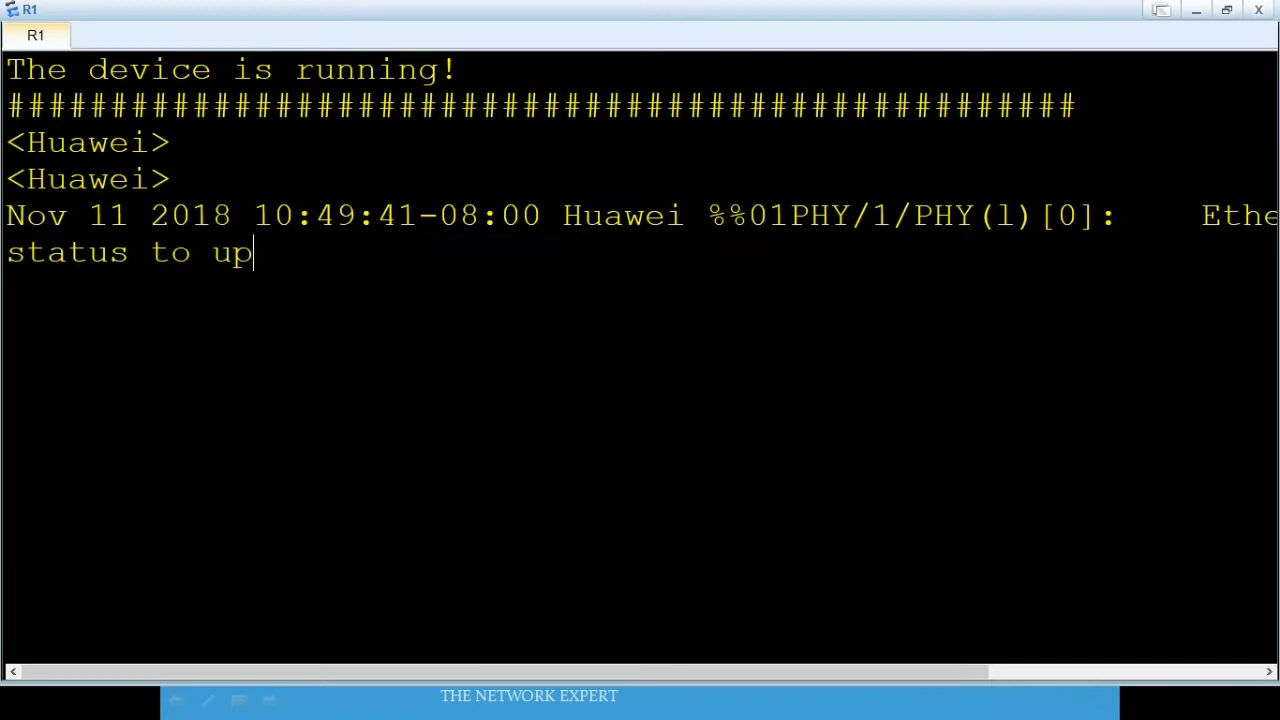 R1
R1
The device is running!
####################################################
<Huawei>
<Huawei>
Nov 11 2018 10:49:41-08:00 Huawei %%01PHY/1/PHY(l)[0]:    Ethe
status to up
THE NETWORK EXPERT